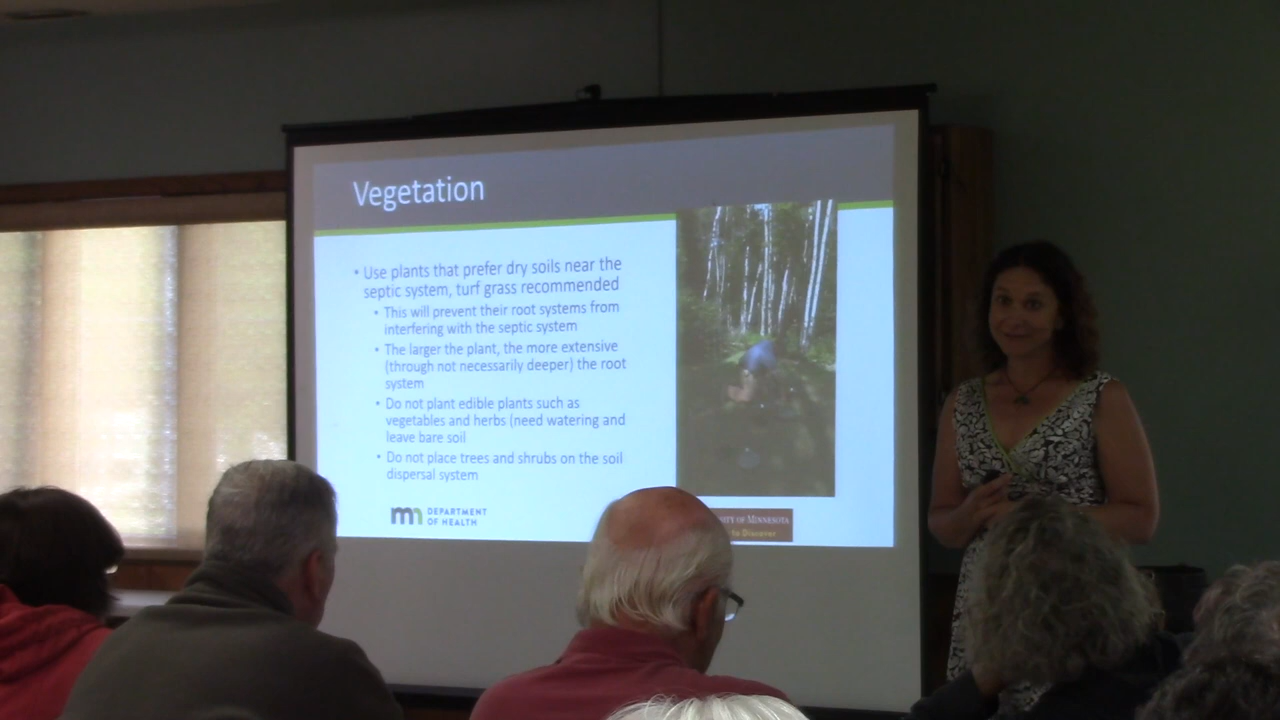 Vegetation
• Use plants that prefer dry soils near the
septic system, turf grass recommended
• This will prevent their root systems from
interfering with the septic system
• The larger the plant, the more extensive
(through not necessarily deeper) the root
system
• Do not plant edible plants such as
vegetables and herbs (need watering and
leave bare soil
• Do not place trees and shrubs on the soil
dispersal system
mn DEPARTMENT
OF HEALTH
OF MINNESOTA
to Discover